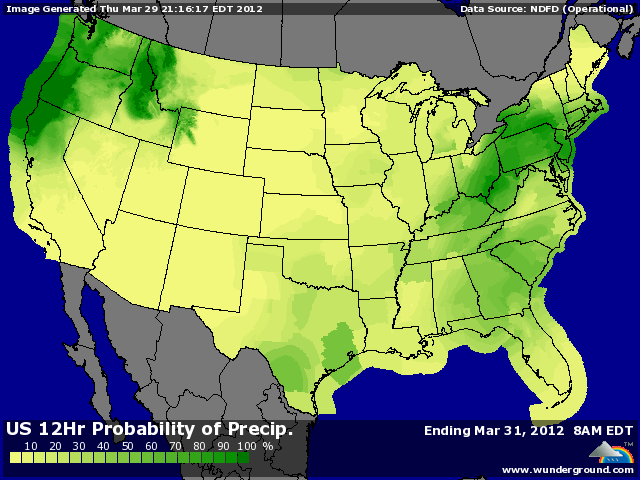 Image Generated Thu Mar 29 21:16:17 EDT 2012
Data Source: NDFD (Operational)
US 12Hr Probability of Precip.
Ending Mar 31, 2012 8AM EDT
10 20 30 40 50 60 70 80 90 100 %
TM
www.wunderground.com